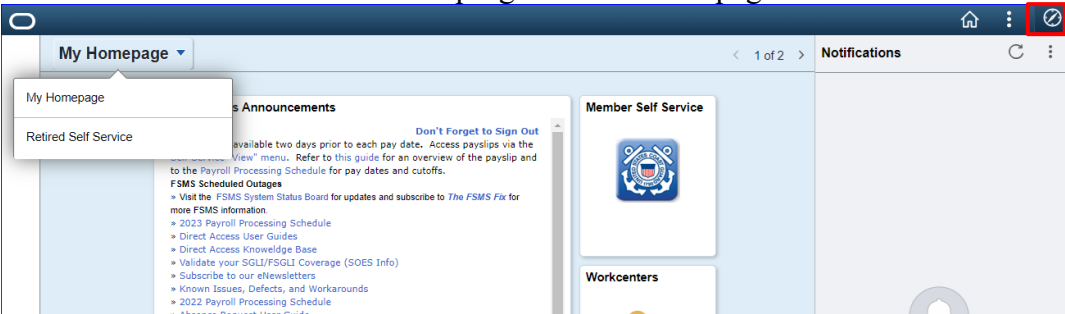 My Homepage
1 of 2
Notifications
My Homepage
Retired Self Service
Announcements
Don't Forget to Sign Out
available two days prior to each pay date. Access payslips via the
"View" menu. Refer to this guide for an overview of the payslip and
to the Payroll Processing Schedule for pay dates and cutoffs.
FSMS Scheduled Outages
» Visit the FSMS System Status Board for updates and subscribe to The FSMS Fix for
more FSMS information.
» 2023 Payroll Processing Schedule
» Direct Access User Guides
» Direct Access Knoweldge Base
» Validate your SGLI/FSGLI Coverage (SOES Info)
» Subscribe to our eNewsletters
» Known Issues, Defects, and Workarounds
» 2022 Payroll Processing Schedule
» Absence Request User Guide
Member Self Service
Workcenters